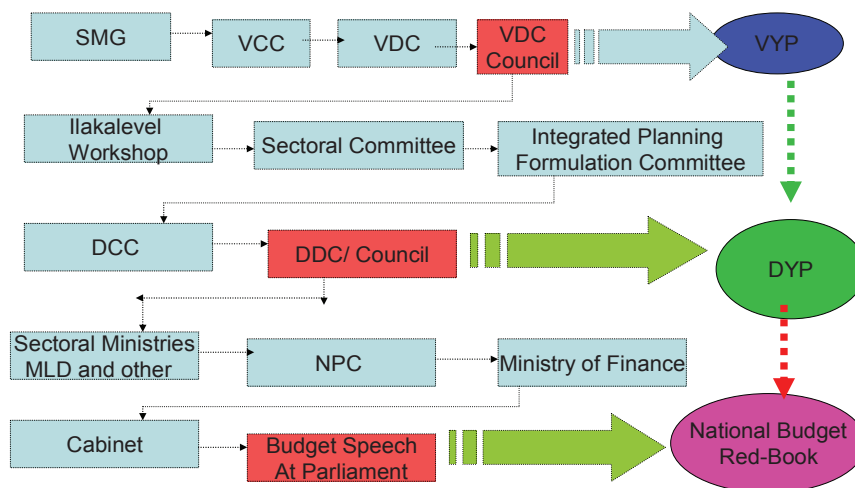 SMG
VCC
VDC
VDC
Council
VYP
Ilakalevel
Workshop
Sectoral Committee
Integrated Planning
Formulation Committee
DCC
DDC/ Council
DYP
Sectoral Ministries
MLD and other
NPC
Ministry of Finance
Cabinet
Budget Speech
At Parliament
National Budget
Red-Book